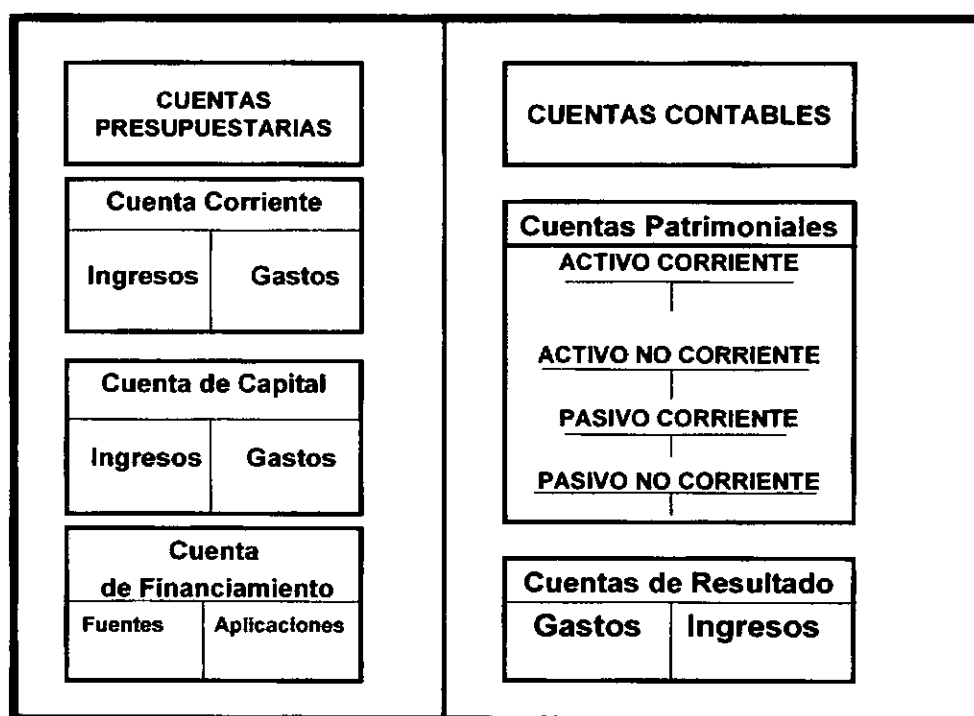 CUENTAS
PRESUPUESTARIAS
Cuenta Corriente
Ingresos Gastos
Cuenta de Capital
Ingresos Gastos
Cuenta
de Financiamiento
Fuentes Aplicaciones
CUENTAS CONTABLES
Cuentas Patrimoniales
ACTIVO CORRIENTE
ACTIVO NO CORRIENTE
PASIVO CORRIENTE
PASIVO NO CORRIENTE
Cuentas de Resultado
Gastos Ingresos